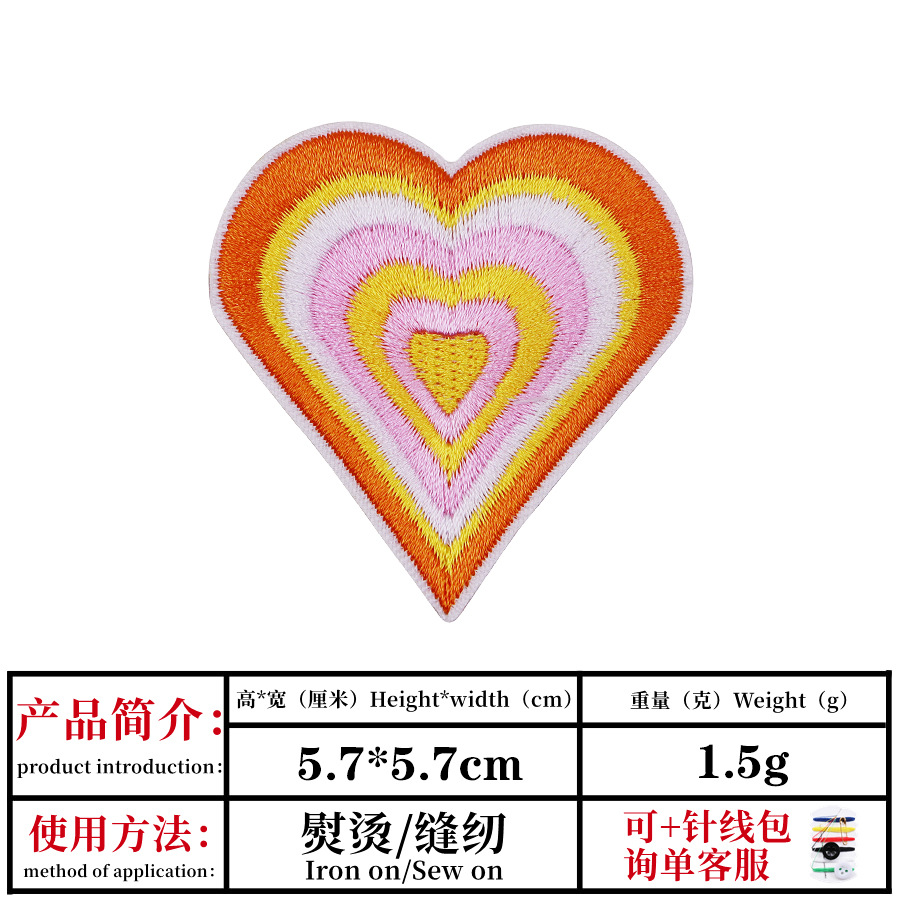 产品简介：
product introduction:
高*宽（厘米）Height*width（cm）
重量（克）Weight（g）
5.7*5.7cm
1.5g
使用方法：
method of application:
熨烫/缝纫
Iron on/Sew on
可+针线包
询单客服